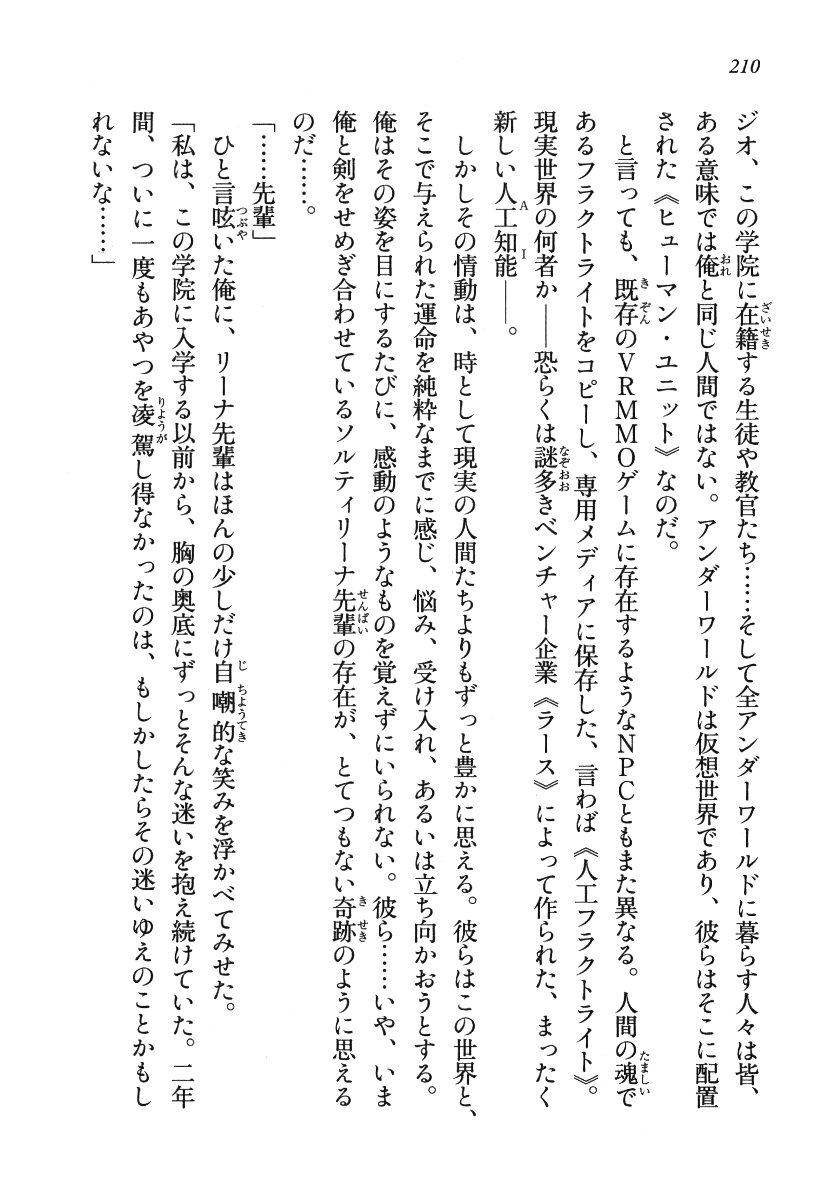 210
ジオ、この学院に在籍する生徒や教官たち……そして全アンダーワールドに暮らす人々は皆、
ある意味では俺と同じ人間ではない。アンダーワールドは仮想世界であり、彼らはそこに配置
された《ヒューマン・ユニット》なのだ。
と言っても、既存のVRMMOゲームに存在するようなNPCともまた異なる。人間の魂で
あるフラクトライトをコピーし、専用メディアに保存した、言わば《人工フラクトライト》。
現実世界の何者か――恐らくは謎多きベンチャー企業《ラース》によって作られた、まったく
新しい人工知能――。
しかしその情動は、時として現実の人間たちよりもずっと豊かに思える。彼らはこの世界と、
そこで与えられた運命を純粋なまでに感じ、悩み、受け入れ、あるいは立ち向かおうとする。
俺はその姿を目にするたびに、感動のようなものを覚えずにいられない。彼ら……いや、いま
俺と剣をせめぎ合わせているソルティリーナ先輩の存在が、とてつもない奇跡のように思える
のだ……。
「……先輩」
ひと言呟いた俺に、リーナ先輩はほんの少しだけ自嘲的な笑みを浮かべてみせた。
「私は、この学院に入学する以前から、胸の奥底にずっとそんな迷いを抱え続けていた。二年
間、ついに一度もあやつを凌駕し得なかったのは、もしかしたらその迷いゆえのことかもし
れないな……」